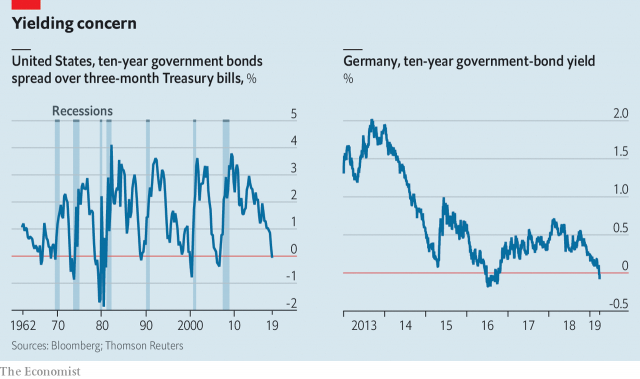 Yielding concern
United States, ten-year government bonds
spread over three-month Treasury bills, %
Recessions
5
4
3
2
1
0
-1
-2
1962 70 80 90 2000 10 19
Germany, ten-year government-bond yield
%
2.0
1.5
1.0
0.5
0
-0.5
2013 14 15 16 17 18 19
Sources: Bloomberg; Thomson Reuters
The Economist